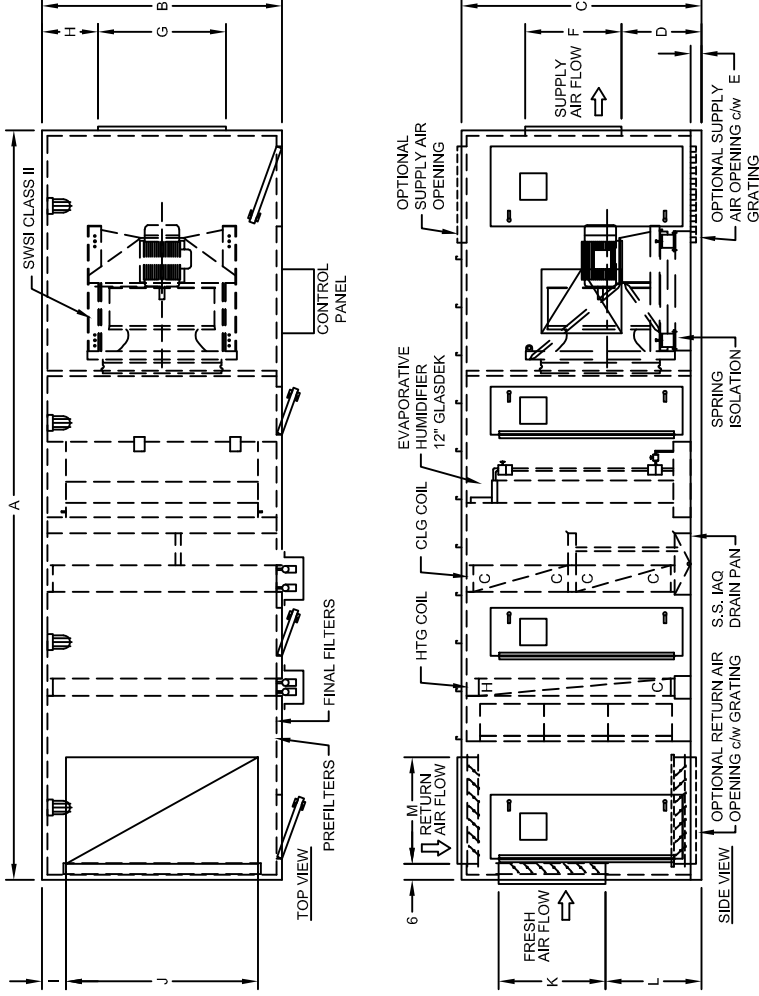 A
B
H
G
SWSI CLASS II
CONTROL
PANEL
FINAL FILTERS
PREFILTERS
TOP VIEW
I
J
C
F
D
E
SUPPLY
AIR FLOW
OPTIONAL
SUPPLY AIR
OPENING
OPTIONAL SUPPLY
AIR OPENING c/w
GRATING
EVAPORATIVE
HUMIDIFIER
12" GLASDEK
SPRING
ISOLATION
CLG COIL
C
C
C
C
S.S. IAQ
DRAIN PAN
HTG COIL
H
C
OPTIONAL RETURN AIR
OPENING c/w GRATING
M
RETURN
AIR FLOW
6
FRESH
AIR FLOW
K
L
SIDE VIEW